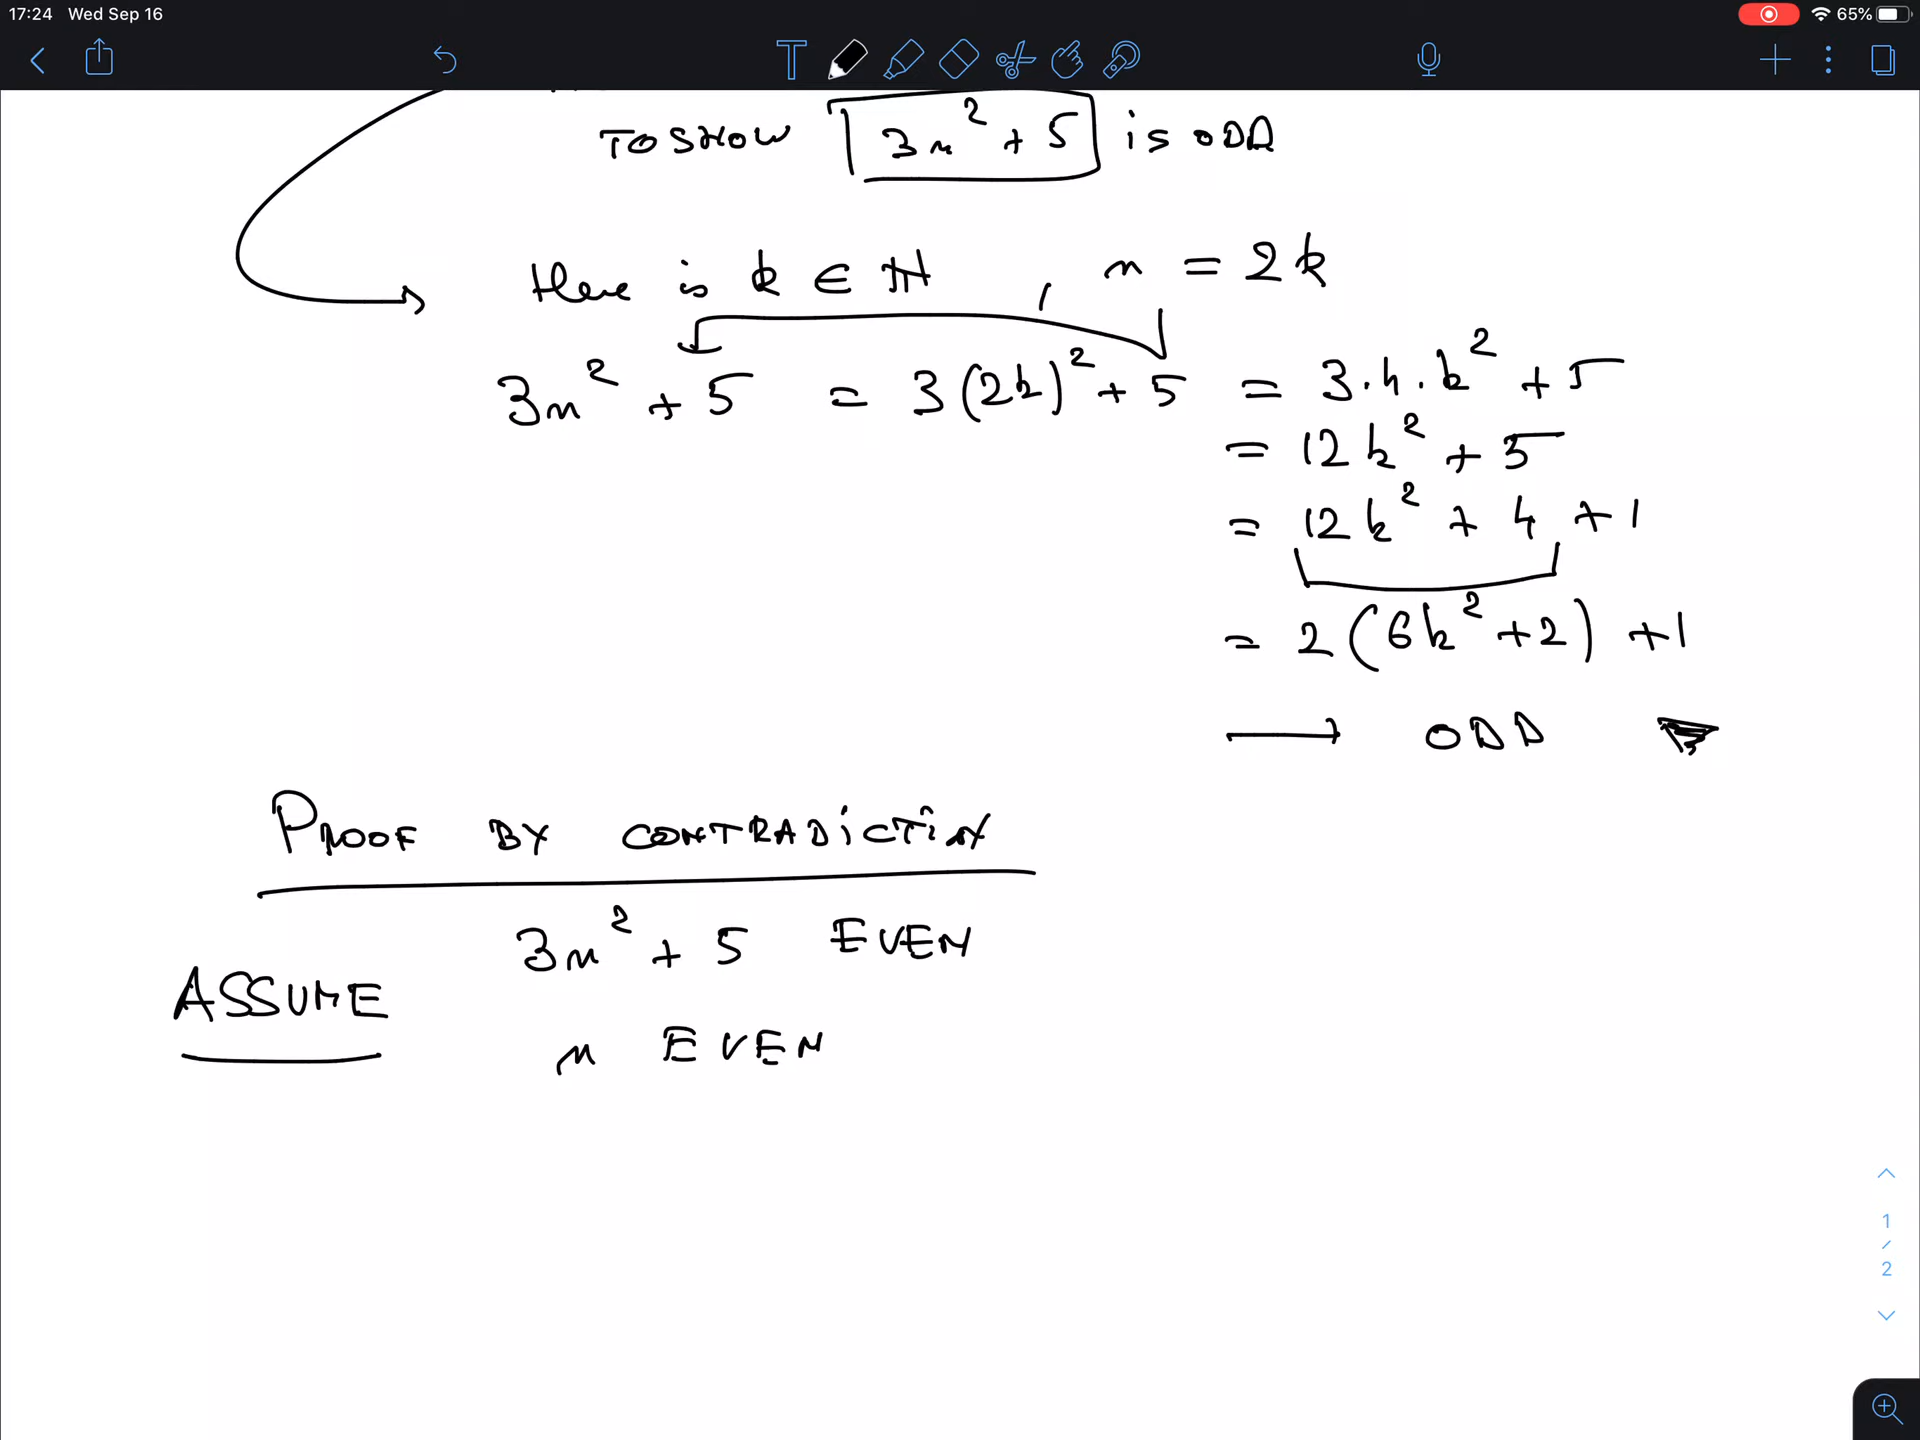 17:24 Wed Sep 16
65%
TO SHOW 3n² + 5 is ODD
there is k ∈ ℕ , n = 2k
3n² + 5 = 3(2k)² + 5 = 3.4.k² + 5
= 12k² + 5
= 12k² + 4 + 1
= 2(6k² + 2) + 1
→ ODD
PROOF BY CONTRADICTION
3n² + 5 EVEN
ASSUME
n EVEN
1
/
2